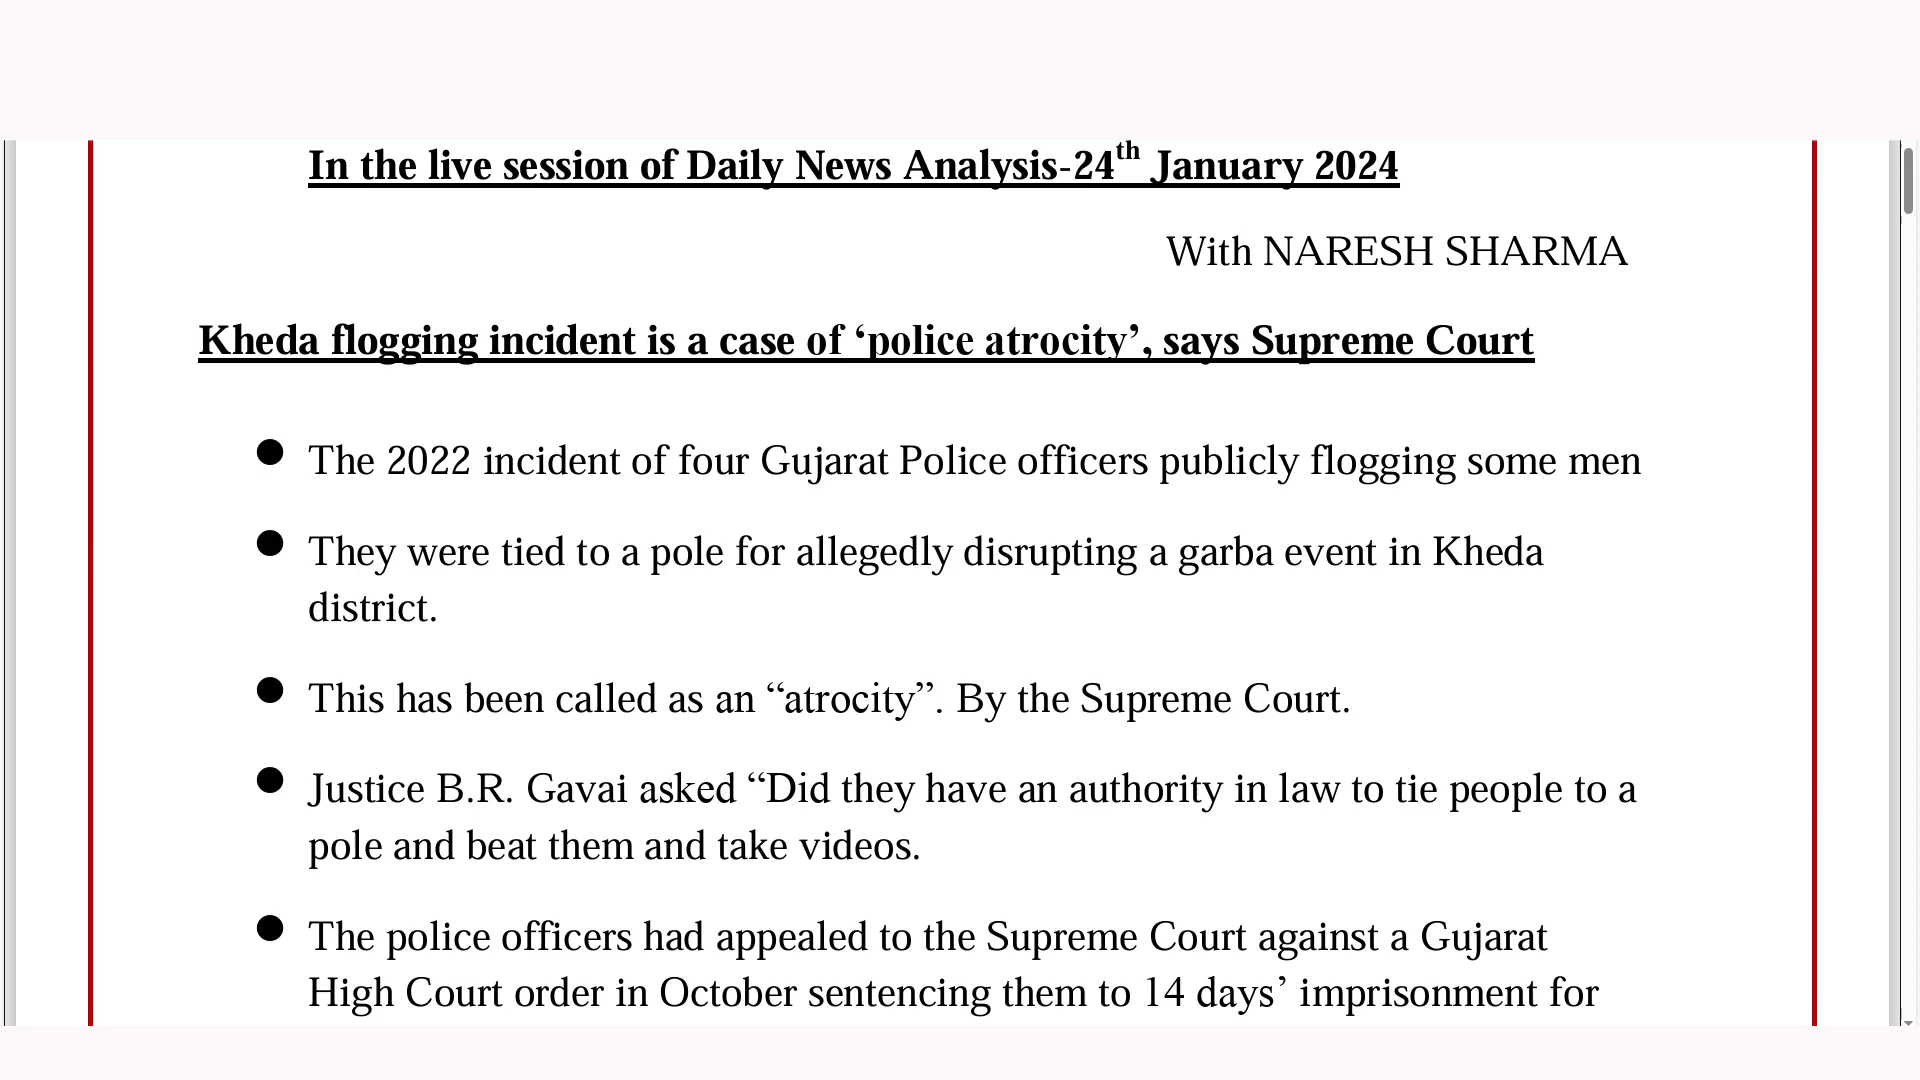 In the live session of Daily News Analysis-24th January 2024
With NARESH SHARMA
Kheda flogging incident is a case of ‘police atrocity’, says Supreme Court
● The 2022 incident of four Gujarat Police officers publicly flogging some men
● They were tied to a pole for allegedly disrupting a garba event in Kheda
district.
● This has been called as an “atrocity”. By the Supreme Court.
● Justice B.R. Gavai asked “Did they have an authority in law to tie people to a
pole and beat them and take videos.
● The police officers had appealed to the Supreme Court against a Gujarat
High Court order in October sentencing them to 14 days’ imprisonment for